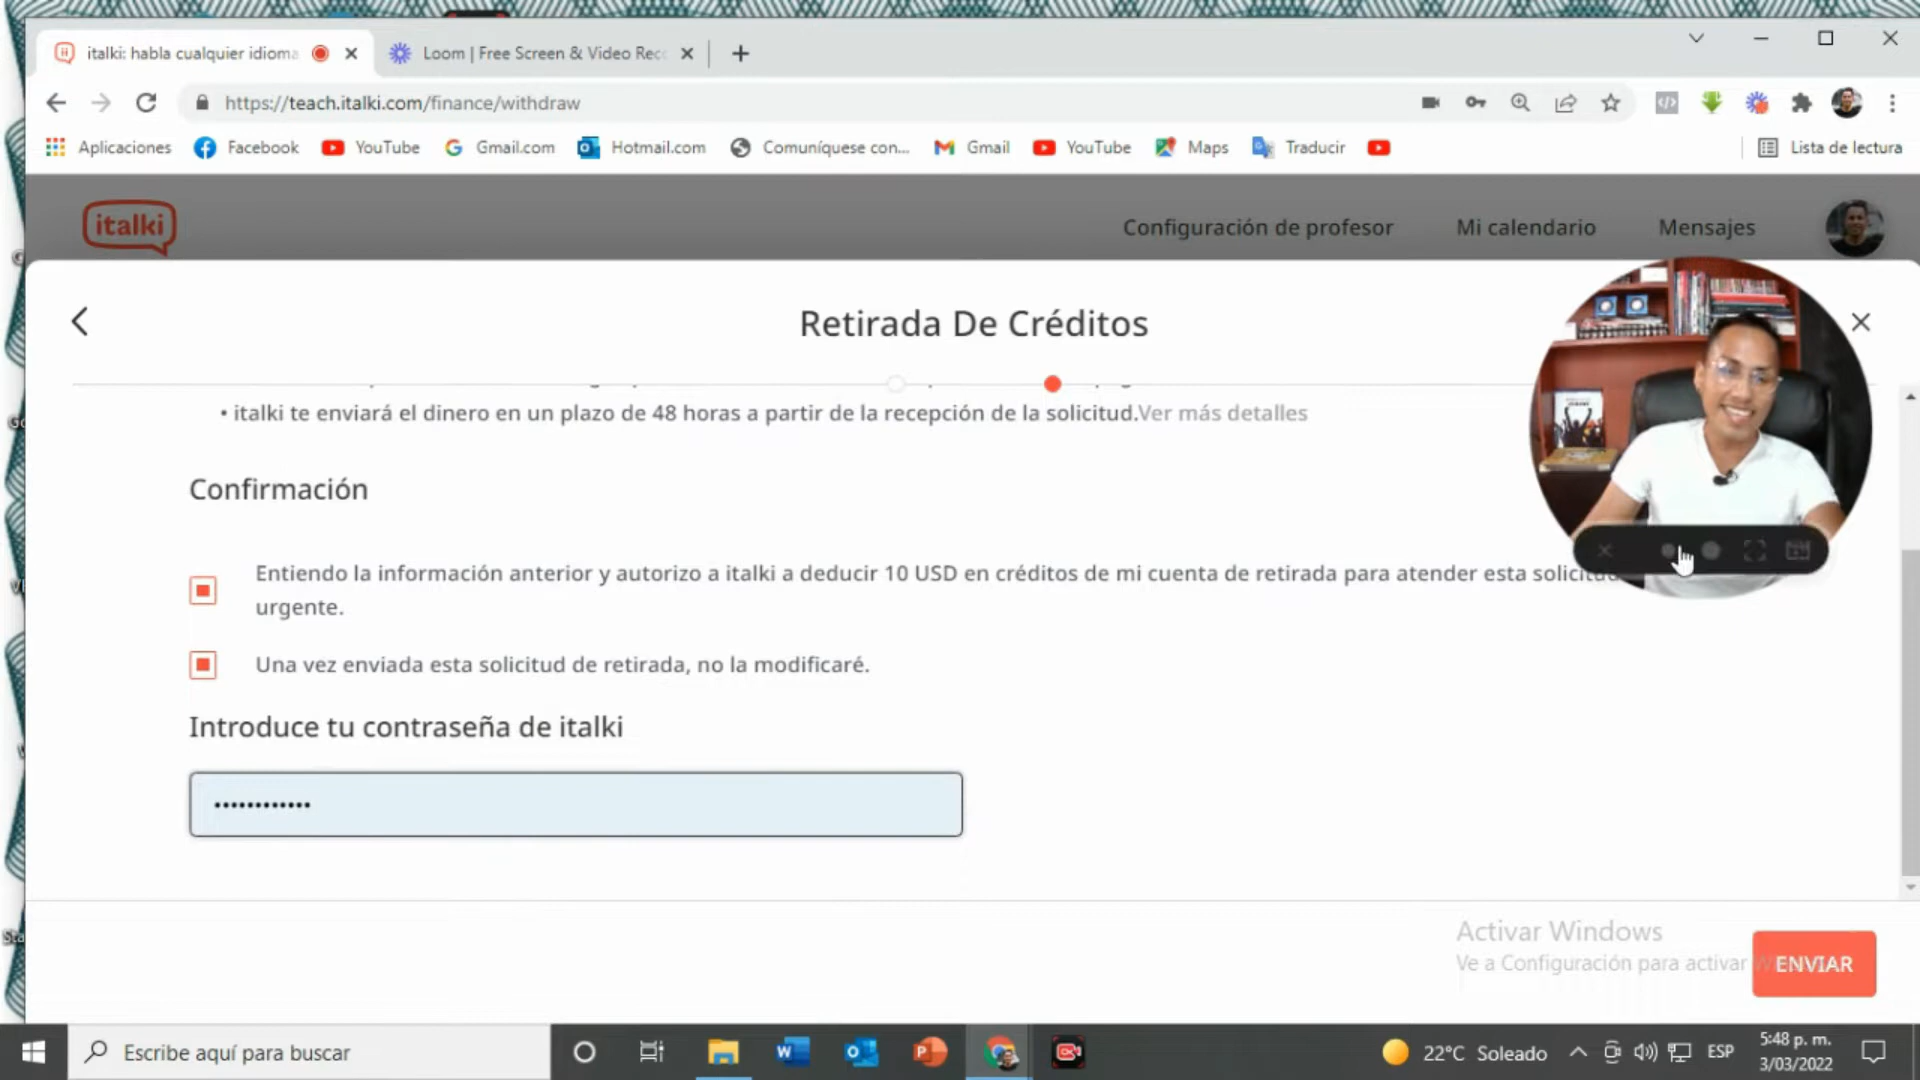 italki: habla cualquier idioma
Loom | Free Screen & Video Rec
https://teach.italki.com/finance/withdraw
Aplicaciones
Facebook
YouTube
Gmail.com
Hotmail.com
Comuníquese con...
Gmail
YouTube
Maps
Traducir
Lista de lectura
italki
Configuración de profesor
Mi calendario
Mensajes
Retirada De Créditos
• italki te enviará el dinero en un plazo de 48 horas a partir de la recepción de la solicitud.Ver más detalles
Confirmación
Entiendo la información anterior y autorizo a italki a deducir 10 USD en créditos de mi cuenta de retirada para atender esta
urgente.
Una vez enviada esta solicitud de retirada, no la modificaré.
Introduce tu contraseña de italki
••••••••••••
Activar Windows
Ve a Configuración para activar
ENVIAR
Escribe aquí para buscar
22°C Soleado
ESP
5:48 p. m.
3/03/2022